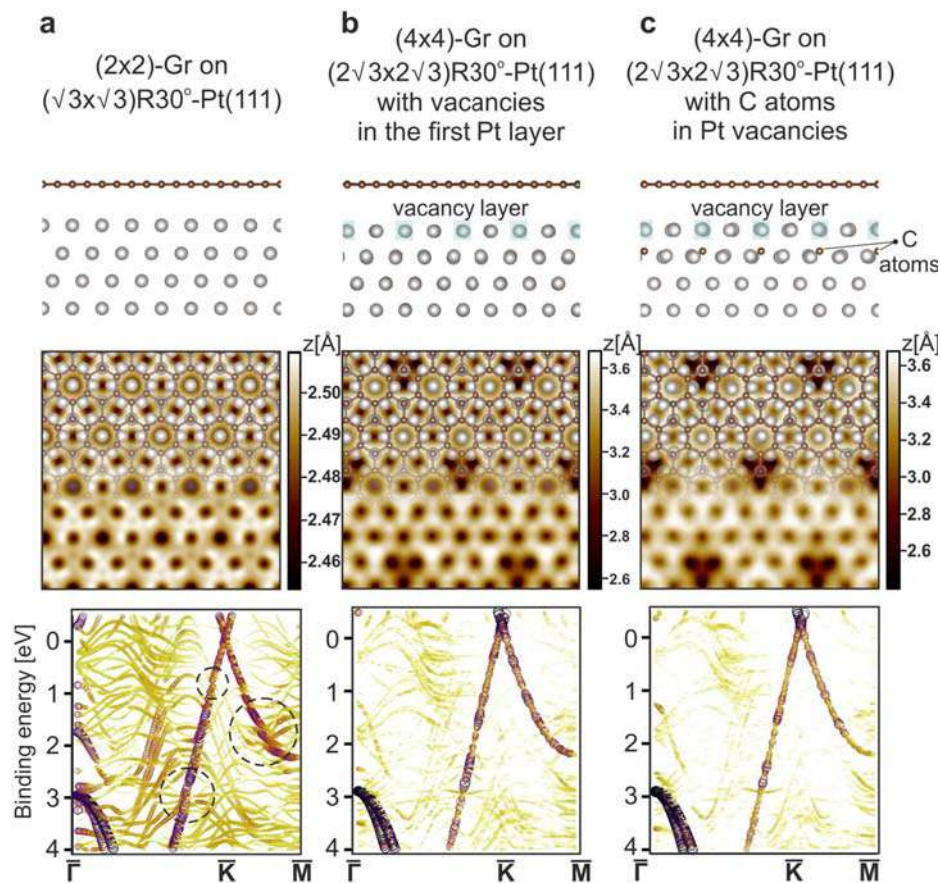 a
(2x2)-Gr on
(√3x√3)R30°-Pt(111)
b
(4x4)-Gr on
(2√3x2√3)R30°-Pt(111)
with vacancies
in the first Pt layer
c
(4x4)-Gr on
(2√3x2√3)R30°-Pt(111)
with C atoms
in Pt vacancies
vacancy layer
vacancy layer
C
atoms
z[Å]
-2.50
-2.49
-2.48
-2.47
-2.46
z[Å]
-3.6
-3.4
-3.2
-3.0
-2.8
-2.6
z[Å]
-3.6
-3.4
-3.2
-3.0
-2.8
-2.6
Binding energy [eV]
0
1
2
3
4
Γ̅ K̅ M̅
0
1
2
3
4
Γ̅ K̅ M̅
0
1
2
3
4
Γ̅ K̅ M̅